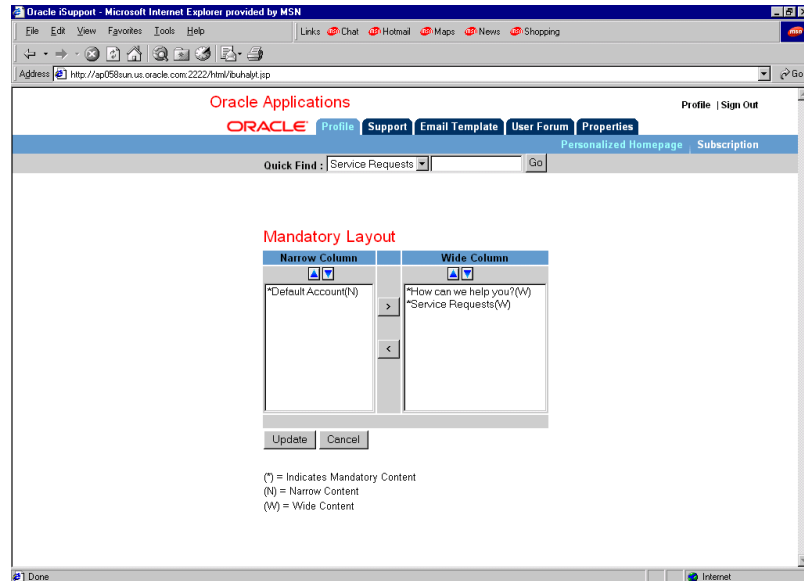 Oracle iSupport - Microsoft Internet Explorer provided by MSN
File Edit View Favorites Tools Help Links Chat Hotmail Maps News Shopping
msn
Address http://ap058sun.us.oracle.com:2222/html/ibuhalyt.jsp Go
Oracle Applications
Profile | Sign Out
ORACLE Profile Support Email Template User Forum Properties
Personalized Homepage Subscription
Quick Find : Service Requests Go
Mandatory Layout
Narrow Column Wide Column
*Default Account(N) *How can we help you?(W)
> *Service Requests(W)
<
Update Cancel
(*) = Indicates Mandatory Content
(N) = Narrow Content
(W) = Wide Content
Done Internet